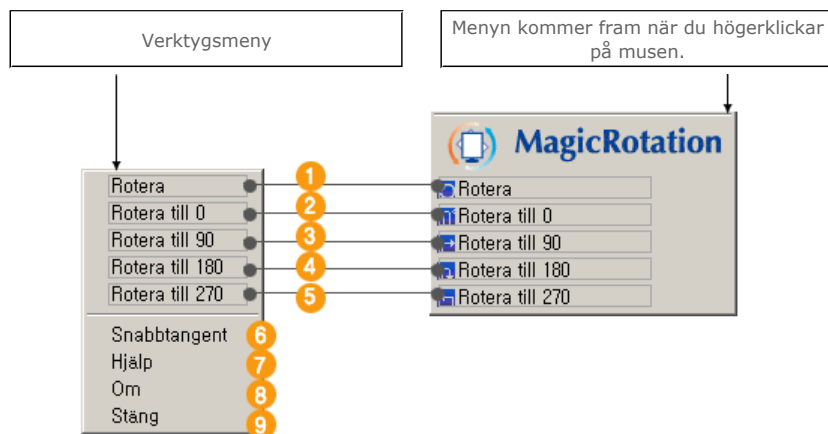 Verktygsmeny
Menyn kommer fram när du högerklickar
på musen.
MagicRotation
Rotera
1
Rotera
Rotera till 0
2
Rotera till 0
Rotera till 90
3
Rotera till 90
Rotera till 180
4
Rotera till 180
Rotera till 270
5
Rotera till 270
Snabbtangent
6
Hjälp
7
Om
8
Stäng
9